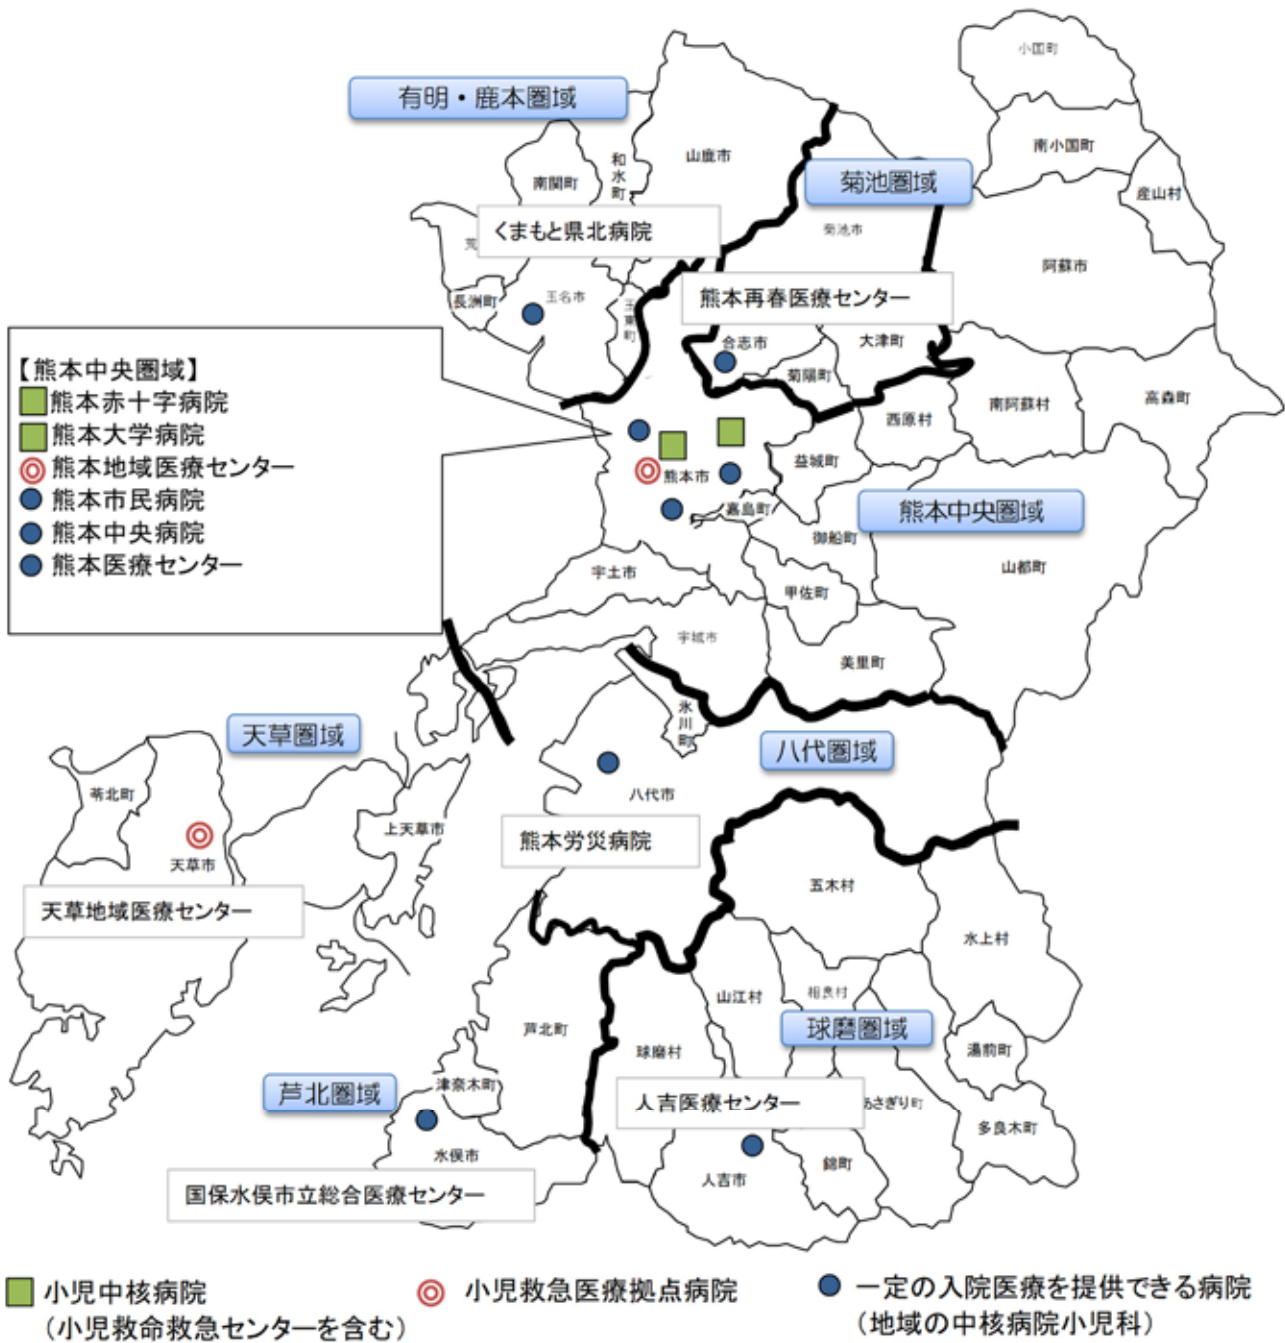 小国町
有明・鹿本圏域
南小国町
山鹿市
和水町
南関町
菊池圏域
産山村
荒
くまもと県北病院
菊池市
阿蘇市
長洲町
玉名市
玉東町
熊本再春医療センター
合志市
大津町
菊陽町
南阿蘇村
高森町
西原村
【熊本中央圏域】
熊本赤十字病院
熊本大学病院
熊本地域医療センター
熊本市民病院
熊本中央病院
熊本医療センター
熊本市
益城町
嘉島町
熊本中央圏域
御船町
山都町
宇土市
甲佐町
宇城市
美里町
氷川町
天草圏域
八代圏域
苓北町
八代市
上天草市
熊本労災病院
天草市
天草地域医療センター
五木村
水上村
山江村
相良村
芦北町
球磨圏域
球磨村
湯前町
芦北圏域
津奈木町
人吉医療センター
あさぎり町
多良木町
水俣市
錦町
人吉市
国保水俣市立総合医療センター
小児中核病院
(小児救命救急センターを含む)
小児救急医療拠点病院
一定の入院医療を提供できる病院
(地域の中核病院小児科)